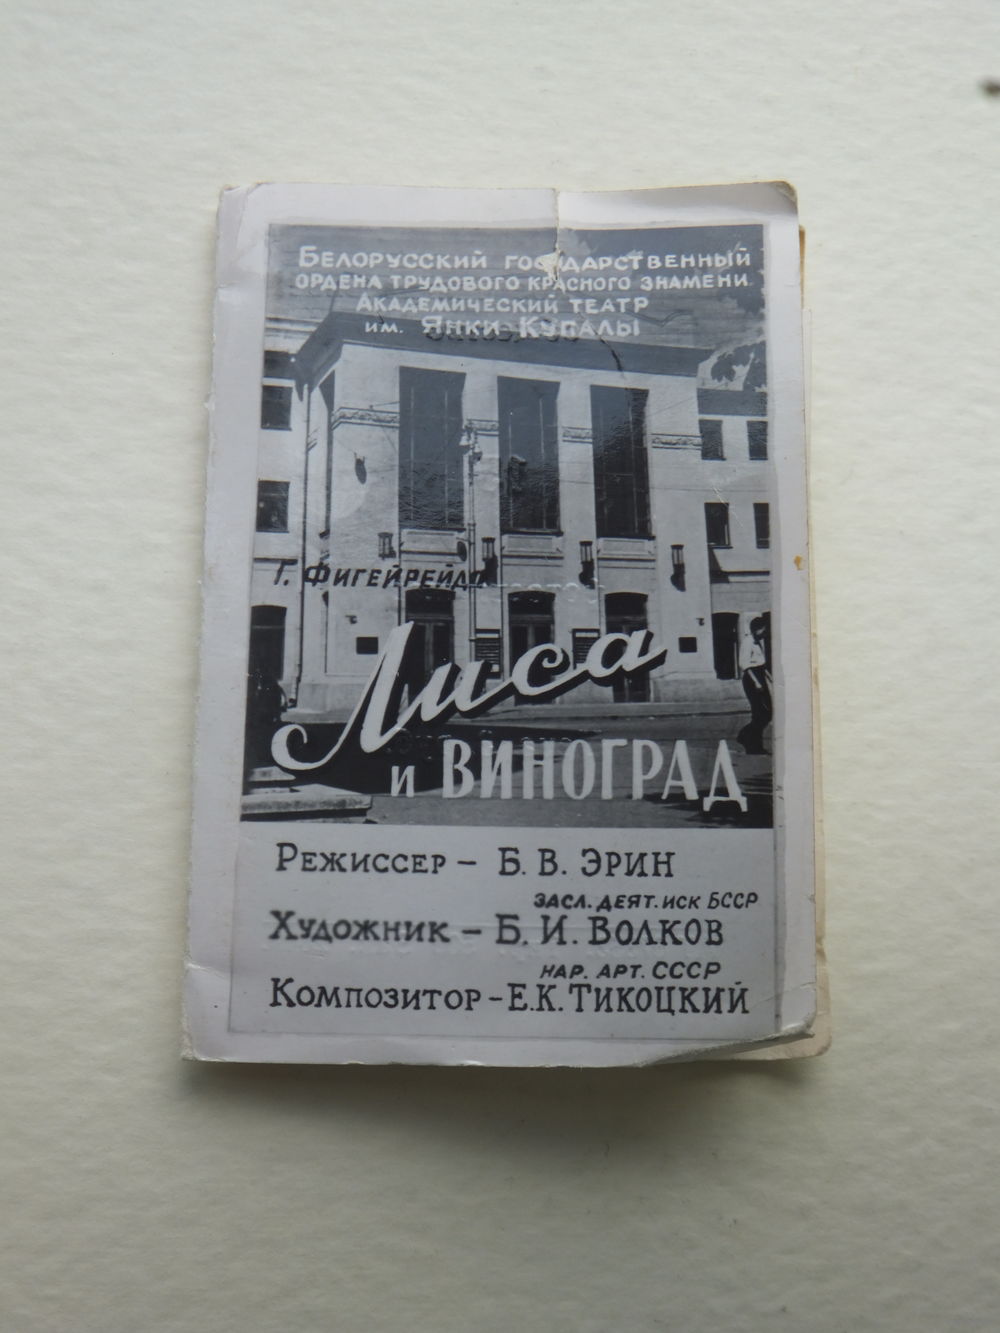 Белорусский государственный
ордена трудового красного знамени
Академический театр
им. Янки Купалы
Г. Фигейрейдо
Лиса
и виноград
Режиссер – Б. В. Эрин
засл. деят. иск БССР
Художник – Б. И. Волков
нар. арт. СССР
Композитор – Е.К. Тикоцкий